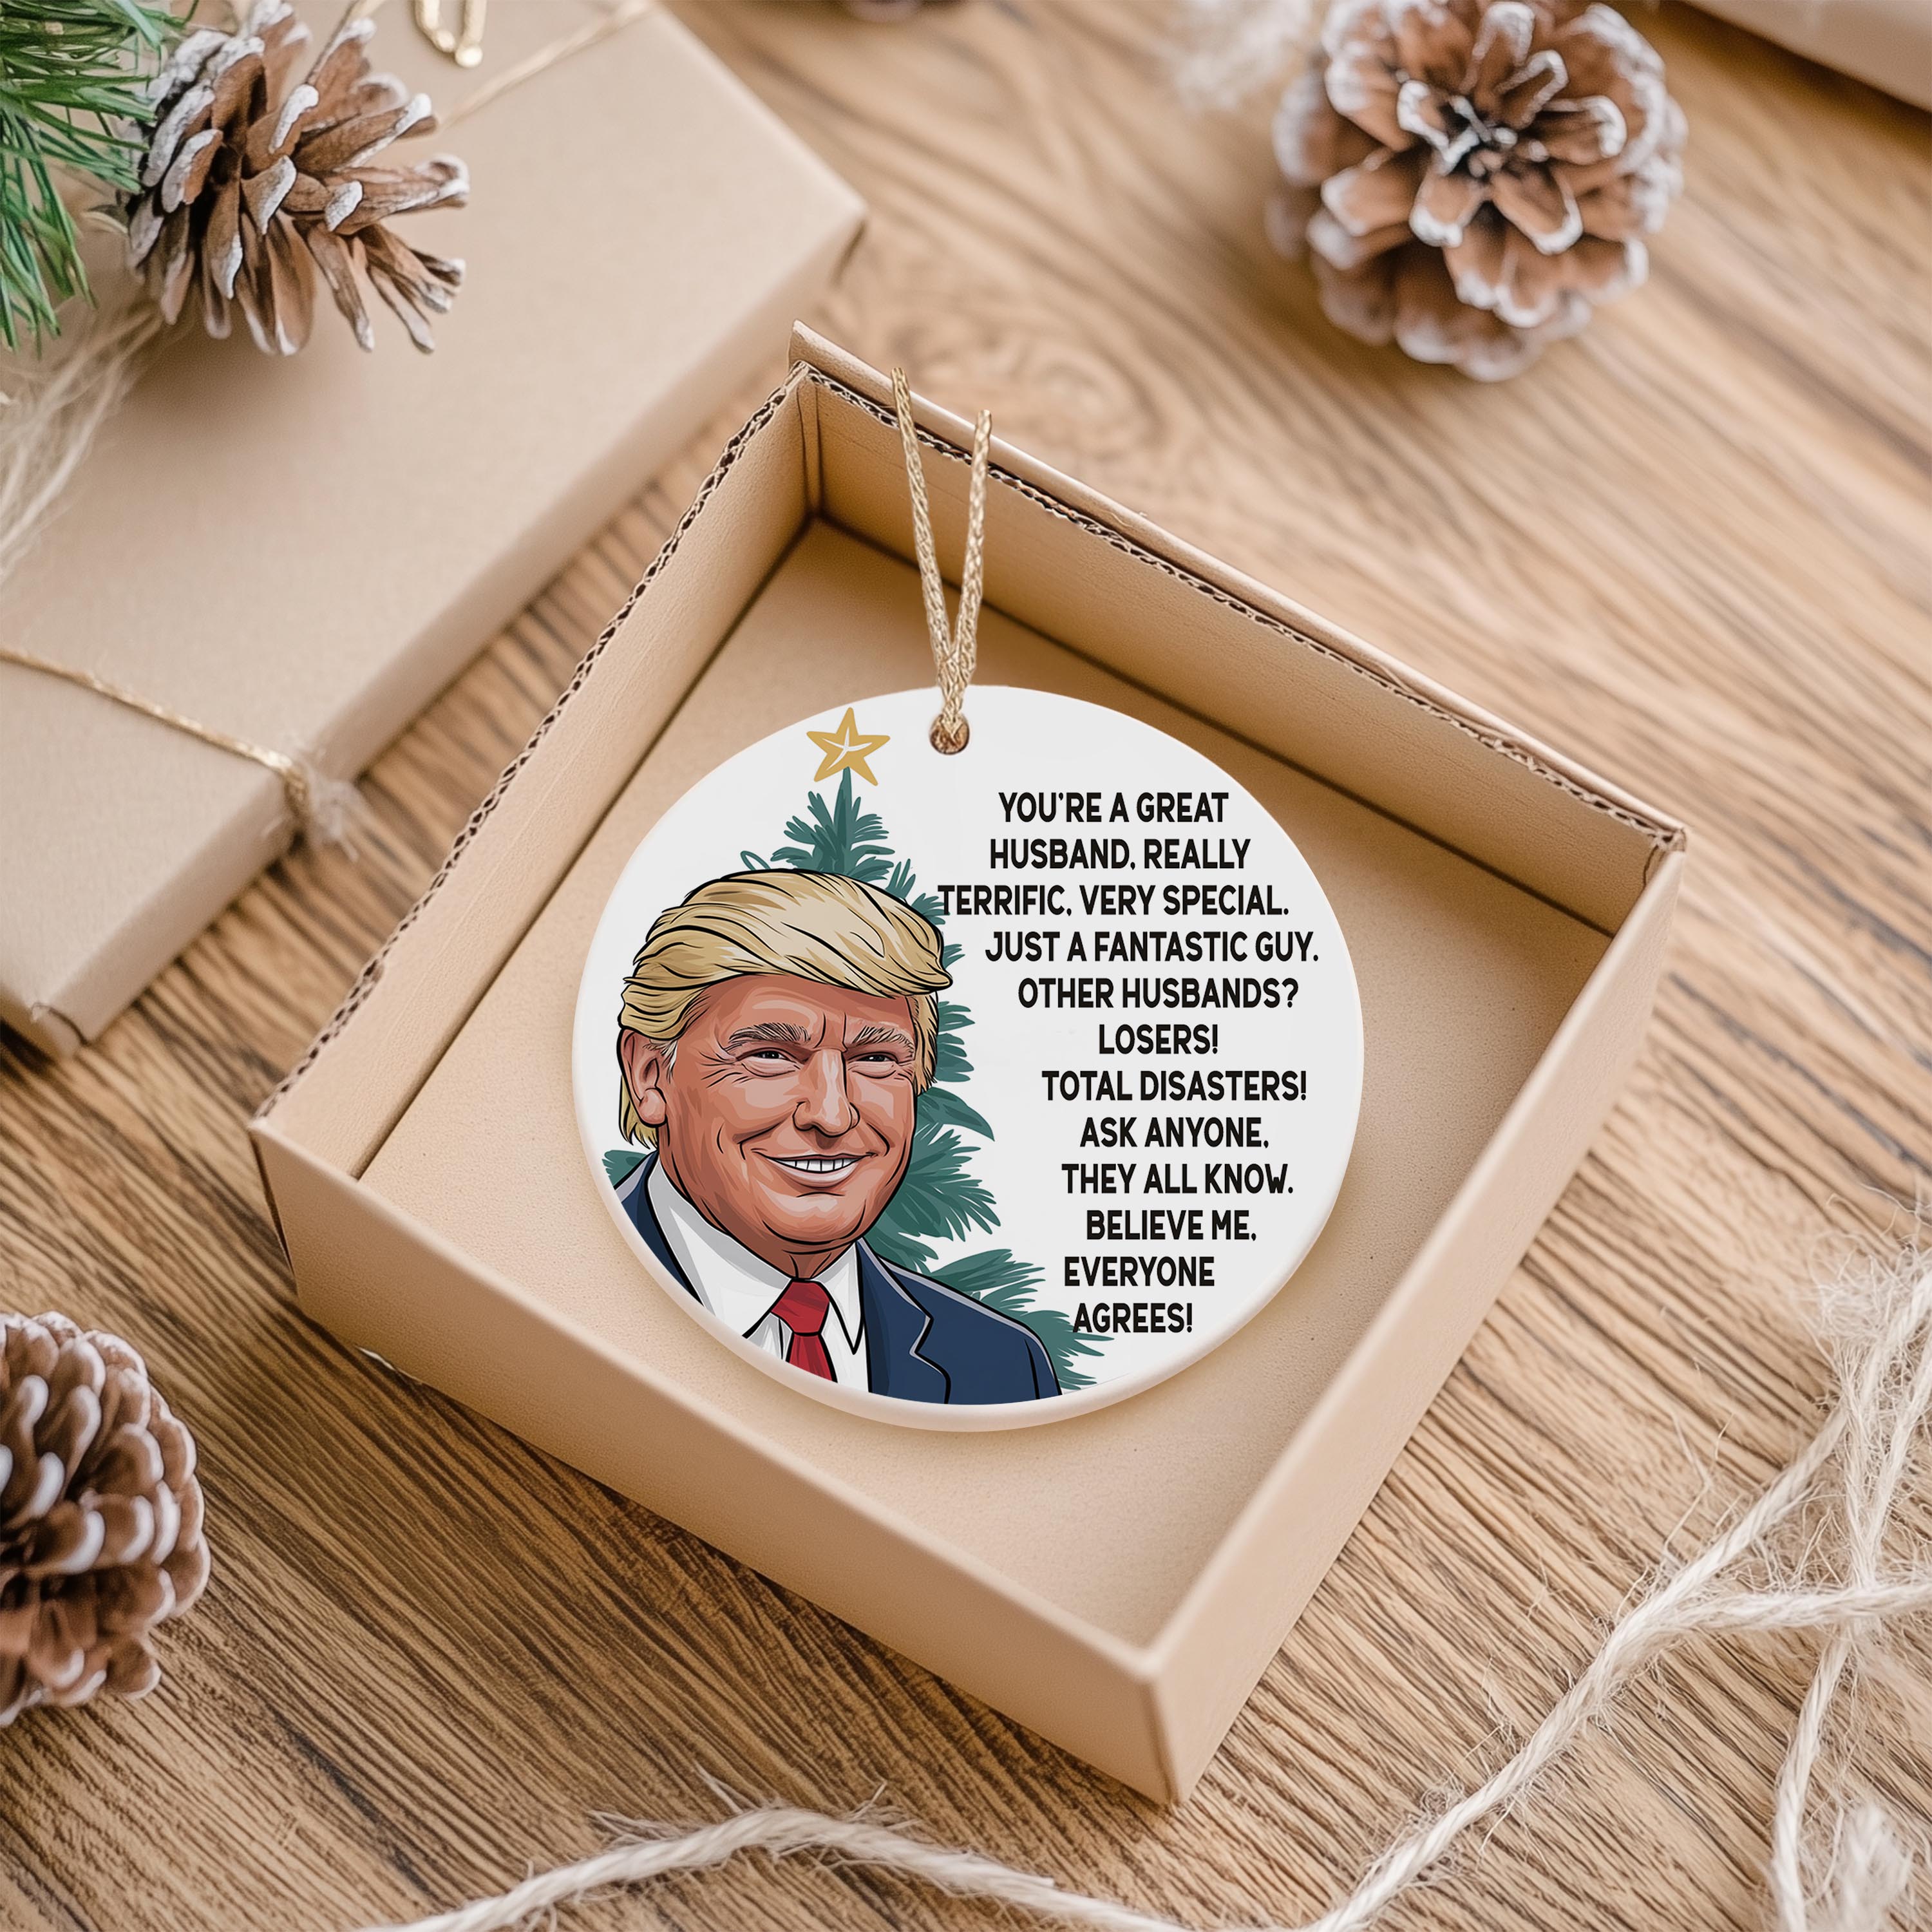 YOU'RE A GREAT
HUSBAND, REALLY
TERRIFIC, VERY SPECIAL.
JUST A FANTASTIC GUY.
OTHER HUSBANDS?
LOSERS!
TOTAL DISASTERS!
ASK ANYONE,
THEY ALL KNOW.
BELIEVE ME,
EVERYONE
AGREES!